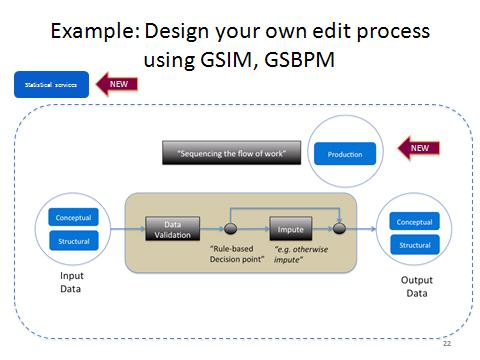 Example: Design your own edit process
using GSIM, GSBPM
Statistical services
NEW
"Sequencing the flow of work"
Production
NEW
Conceptual
Structural
Input
Data
Data
Validation
"Rule-based
Decision point"
Impute
"e.g. otherwise
impute"
Conceptual
Structural
Output
Data
22